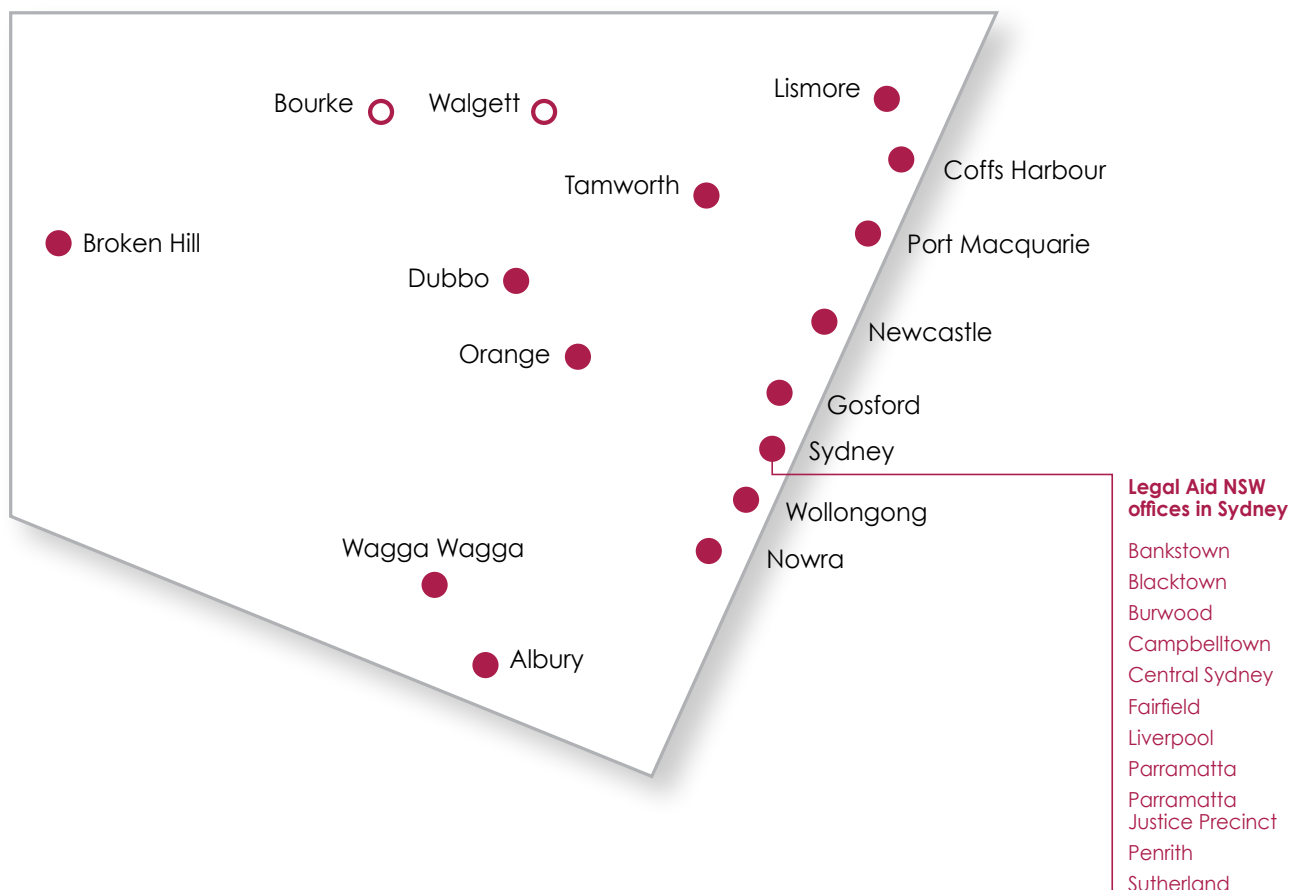 Lismore
Bourke
Walgett
Coffs Harbour
Tamworth
Broken Hill
Port Macquarie
Dubbo
Newcastle
Orange
Gosford
Sydney
Legal Aid NSW
offices in Sydney
Wollongong
Wagga Wagga
Nowra
Bankstown
Blacktown
Burwood
Campbelltown
Albury
Central Sydney
Fairfield
Liverpool
Parramatta
Parramatta
Justice Precinct
Penrith
Sutherland